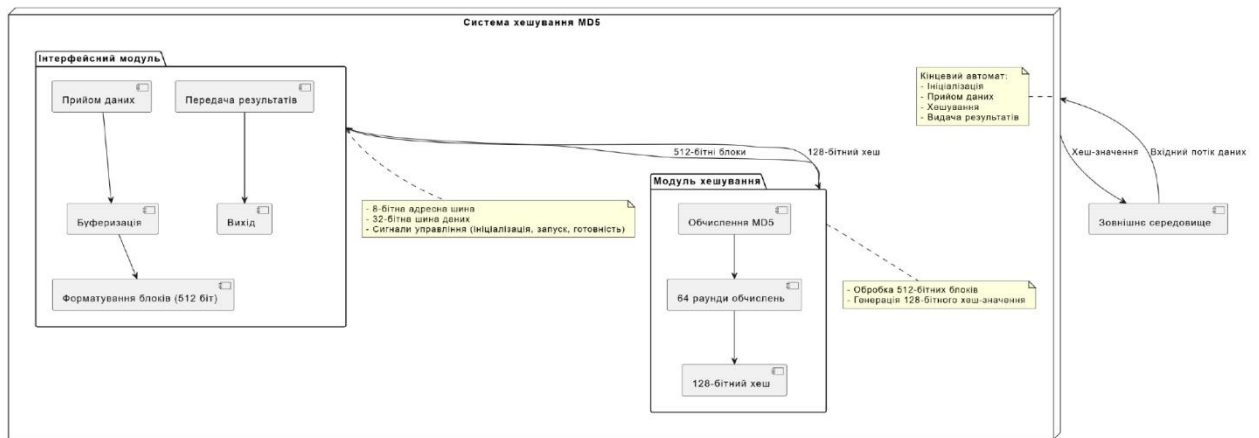 Система хешування MD5
Інтерфейсний модуль
Прийом даних
Передача результатів
Буферизація
Вихід
Форматування блоків (512 біт)
- 8-бітна адресна шина
- 32-бітна шина даних
- Сигнали управління (ініціалізація, запуск, готовність)
512-бітні блоки
128-бітний хеш
Модуль хешування
Обчислення MD5
64 раунди обчислень
128-бітний хеш
- Обробка 512-бітних блоків
- Генерація 128-бітного хеш-значення
Кінцевий автомат:
- Ініціалізація
- Прийом даних
- Хешування
- Видача результатів
Хеш-значення
Вхідний потік даних
Зовнішнє середовище